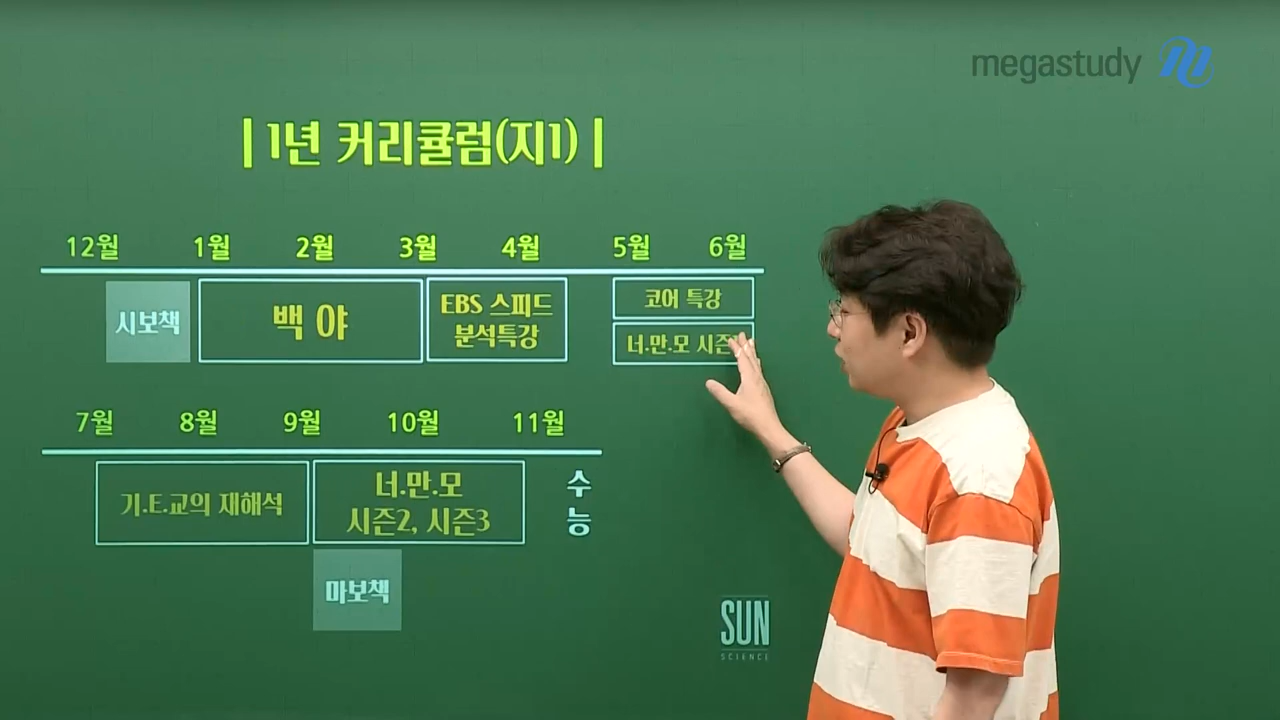 megastudy
| 1년 커리큘럼(지1) |
12월 1월 2월 3월 4월 5월 6월
시보책
백야
EBS 스피드
분석특강
코어 특강
너.만.모
7월 8월 9월 10월 11월
기.E.교의 재해석
너.만.모
시즌2, 시즌3
수
능
마보책
SUN
SCIENCE